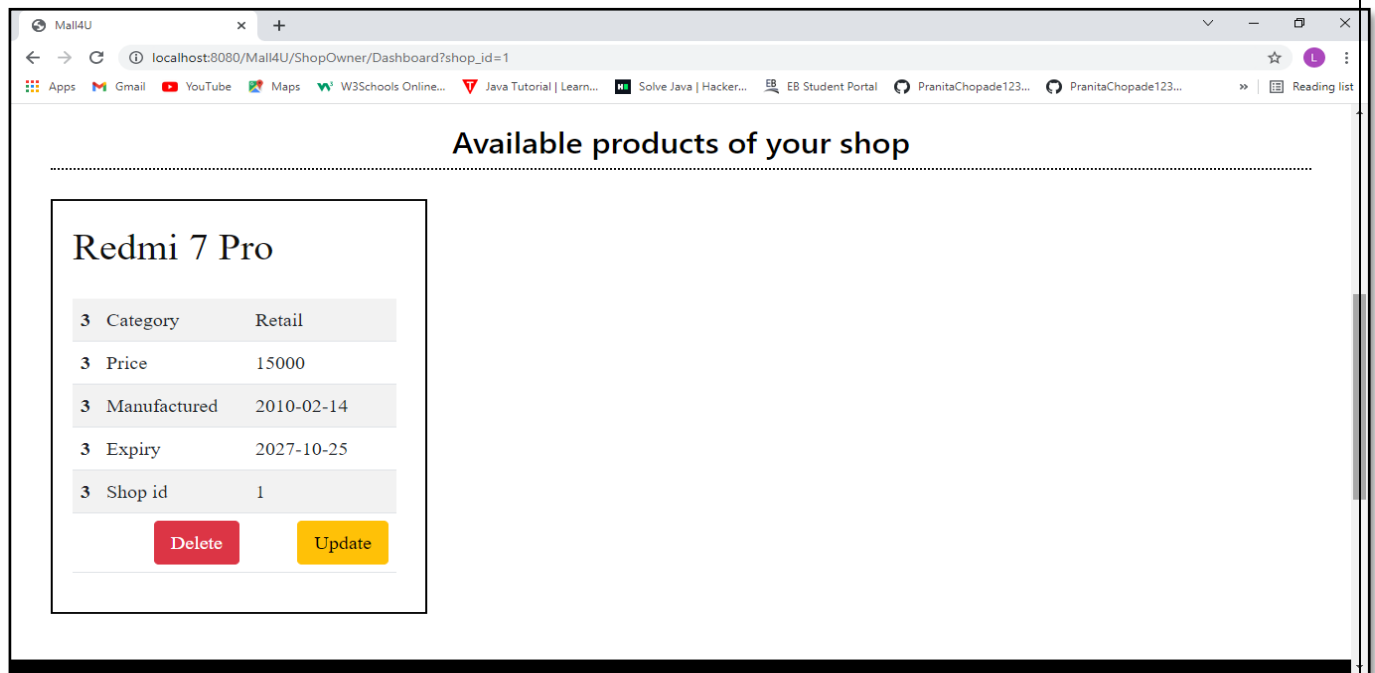 Mall4U
localhost:8080/Mall4U/ShopOwner/Dashboard?shop_id=1
L
Apps Gmail YouTube Maps W3Schools Online... Java Tutorial | Learn... Solve Java | Hacker... EB Student Portal PranitaChopade123... PranitaChopade123... » Reading list
Available products of your shop
Redmi 7 Pro
3 Category Retail
3 Price 15000
3 Manufactured 2010-02-14
3 Expiry 2027-10-25
3 Shop id 1
Delete Update